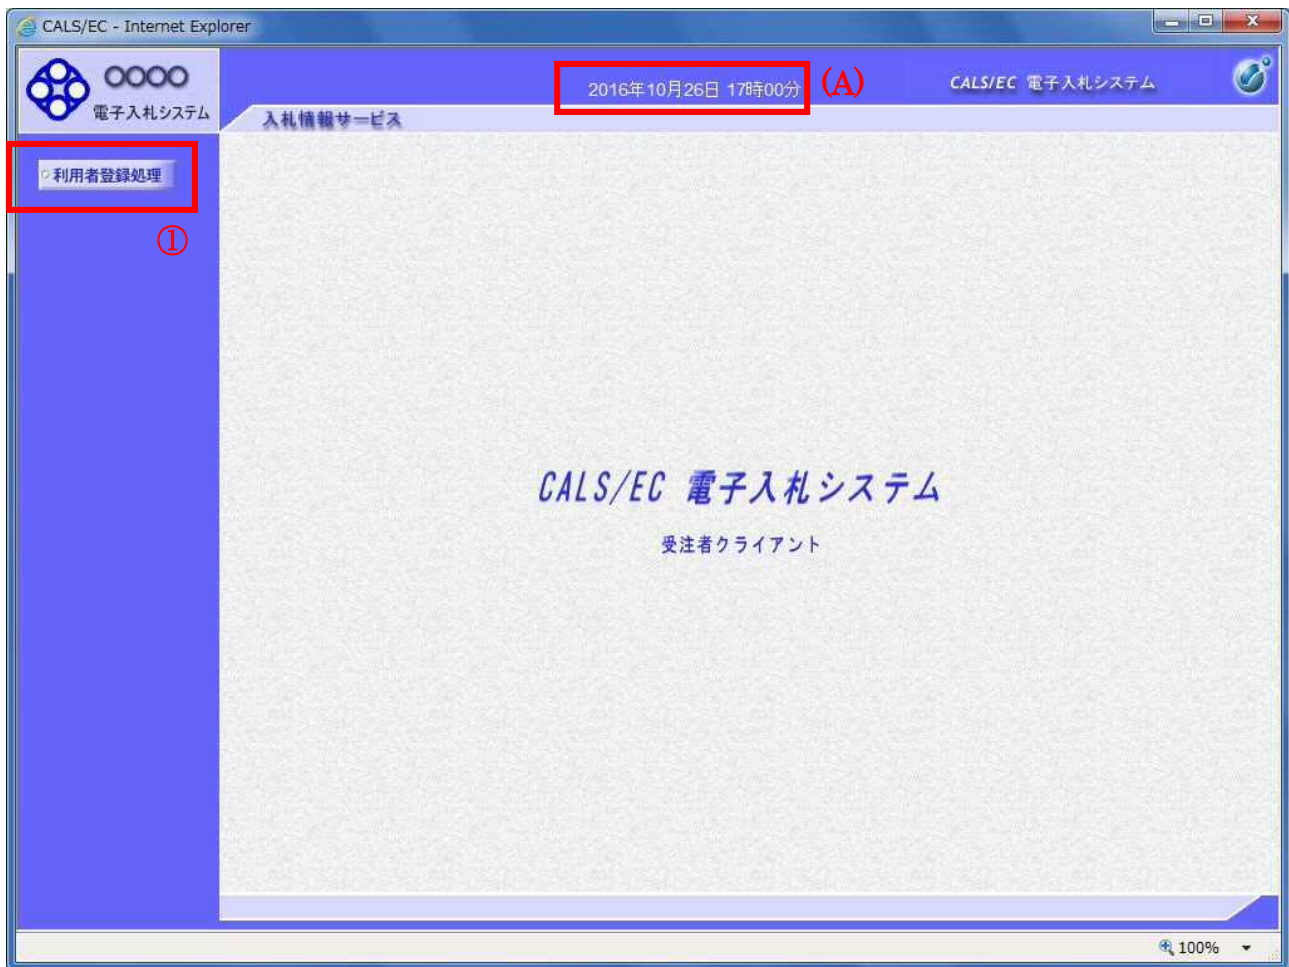 CALS/EC - Internet Explorer
○○○○
電子入札システム
2016年10月26日 17時00分
(A)
CALS/EC 電子入札システム
入札情報サービス
利用者登録処理
①
CALS/EC 電子入札システム
受注者クライアント
100%